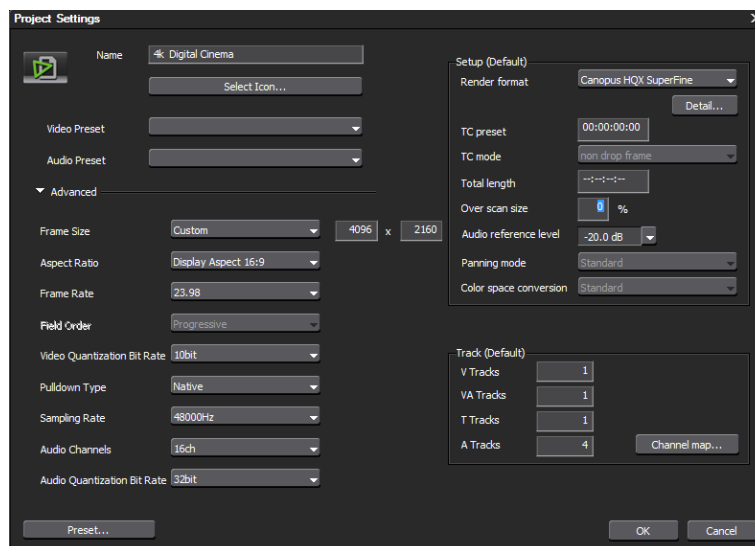 Project Settings
Name 4k Digital Cinema
Select Icon...
Video Preset
Audio Preset
Advanced
Frame Size Custom 4096 x 2160
Aspect Ratio Display Aspect 16:9
Frame Rate 23.98
Field Order Progressive
Video Quantization Bit Rate 10bit
Pulldown Type Native
Sampling Rate 48000Hz
Audio Channels 16ch
Audio Quantization Bit Rate 32bit
Preset...
Setup (Default)
Render format Canopus HQX SuperFine
Detail...
TC preset 00:00:00:00
TC mode non drop frame
Total length --:--:--:--
Over scan size 0 %
Audio reference level -20.0 dB
Panning mode Standard
Color space conversion Standard
Track (Default)
V Tracks 1
VA Tracks 1
T Tracks 1
A Tracks 4 Channel map...
OK Cancel